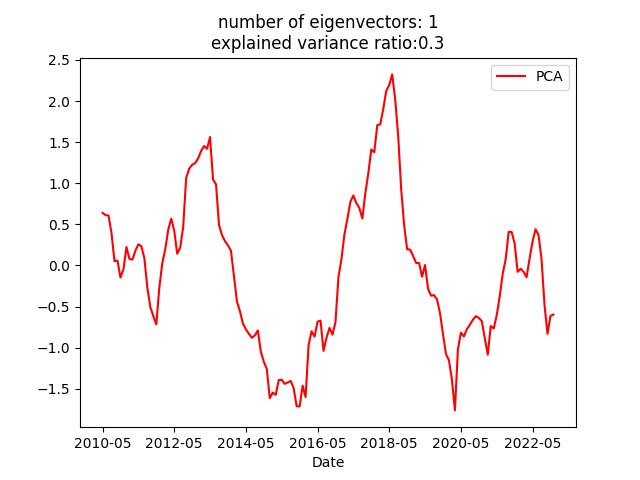 number of eigenvectors: 1
explained variance ratio:0.3
PCA
2.5
2.0
1.5
1.0
0.5
0.0
−0.5
−1.0
−1.5
2010-05 2012-05 2014-05 2016-05 2018-05 2020-05 2022-05
Date